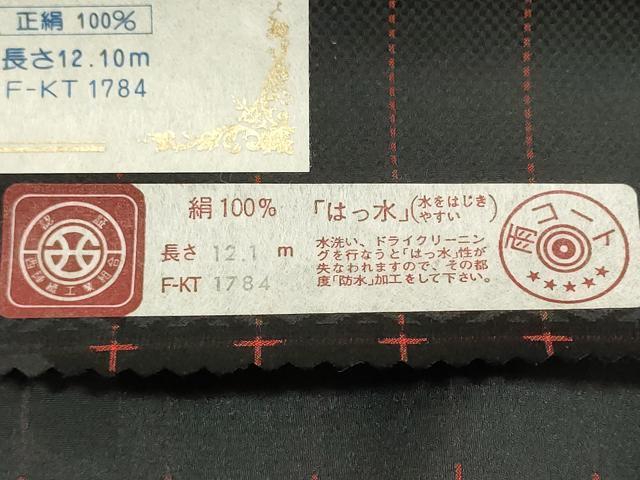 正絹 100%
長さ12.10m
F-KT 1784
認証
絹100%
「はっ水」(水をはじきやすい)
長さ 12.1 m
F-KT 1784
水洗い、ドライクリーニン
グを行なうと「はっ水」性が
失なわれますので、その都
度「防水」加工をして下さい。
雨コート
★★★★★